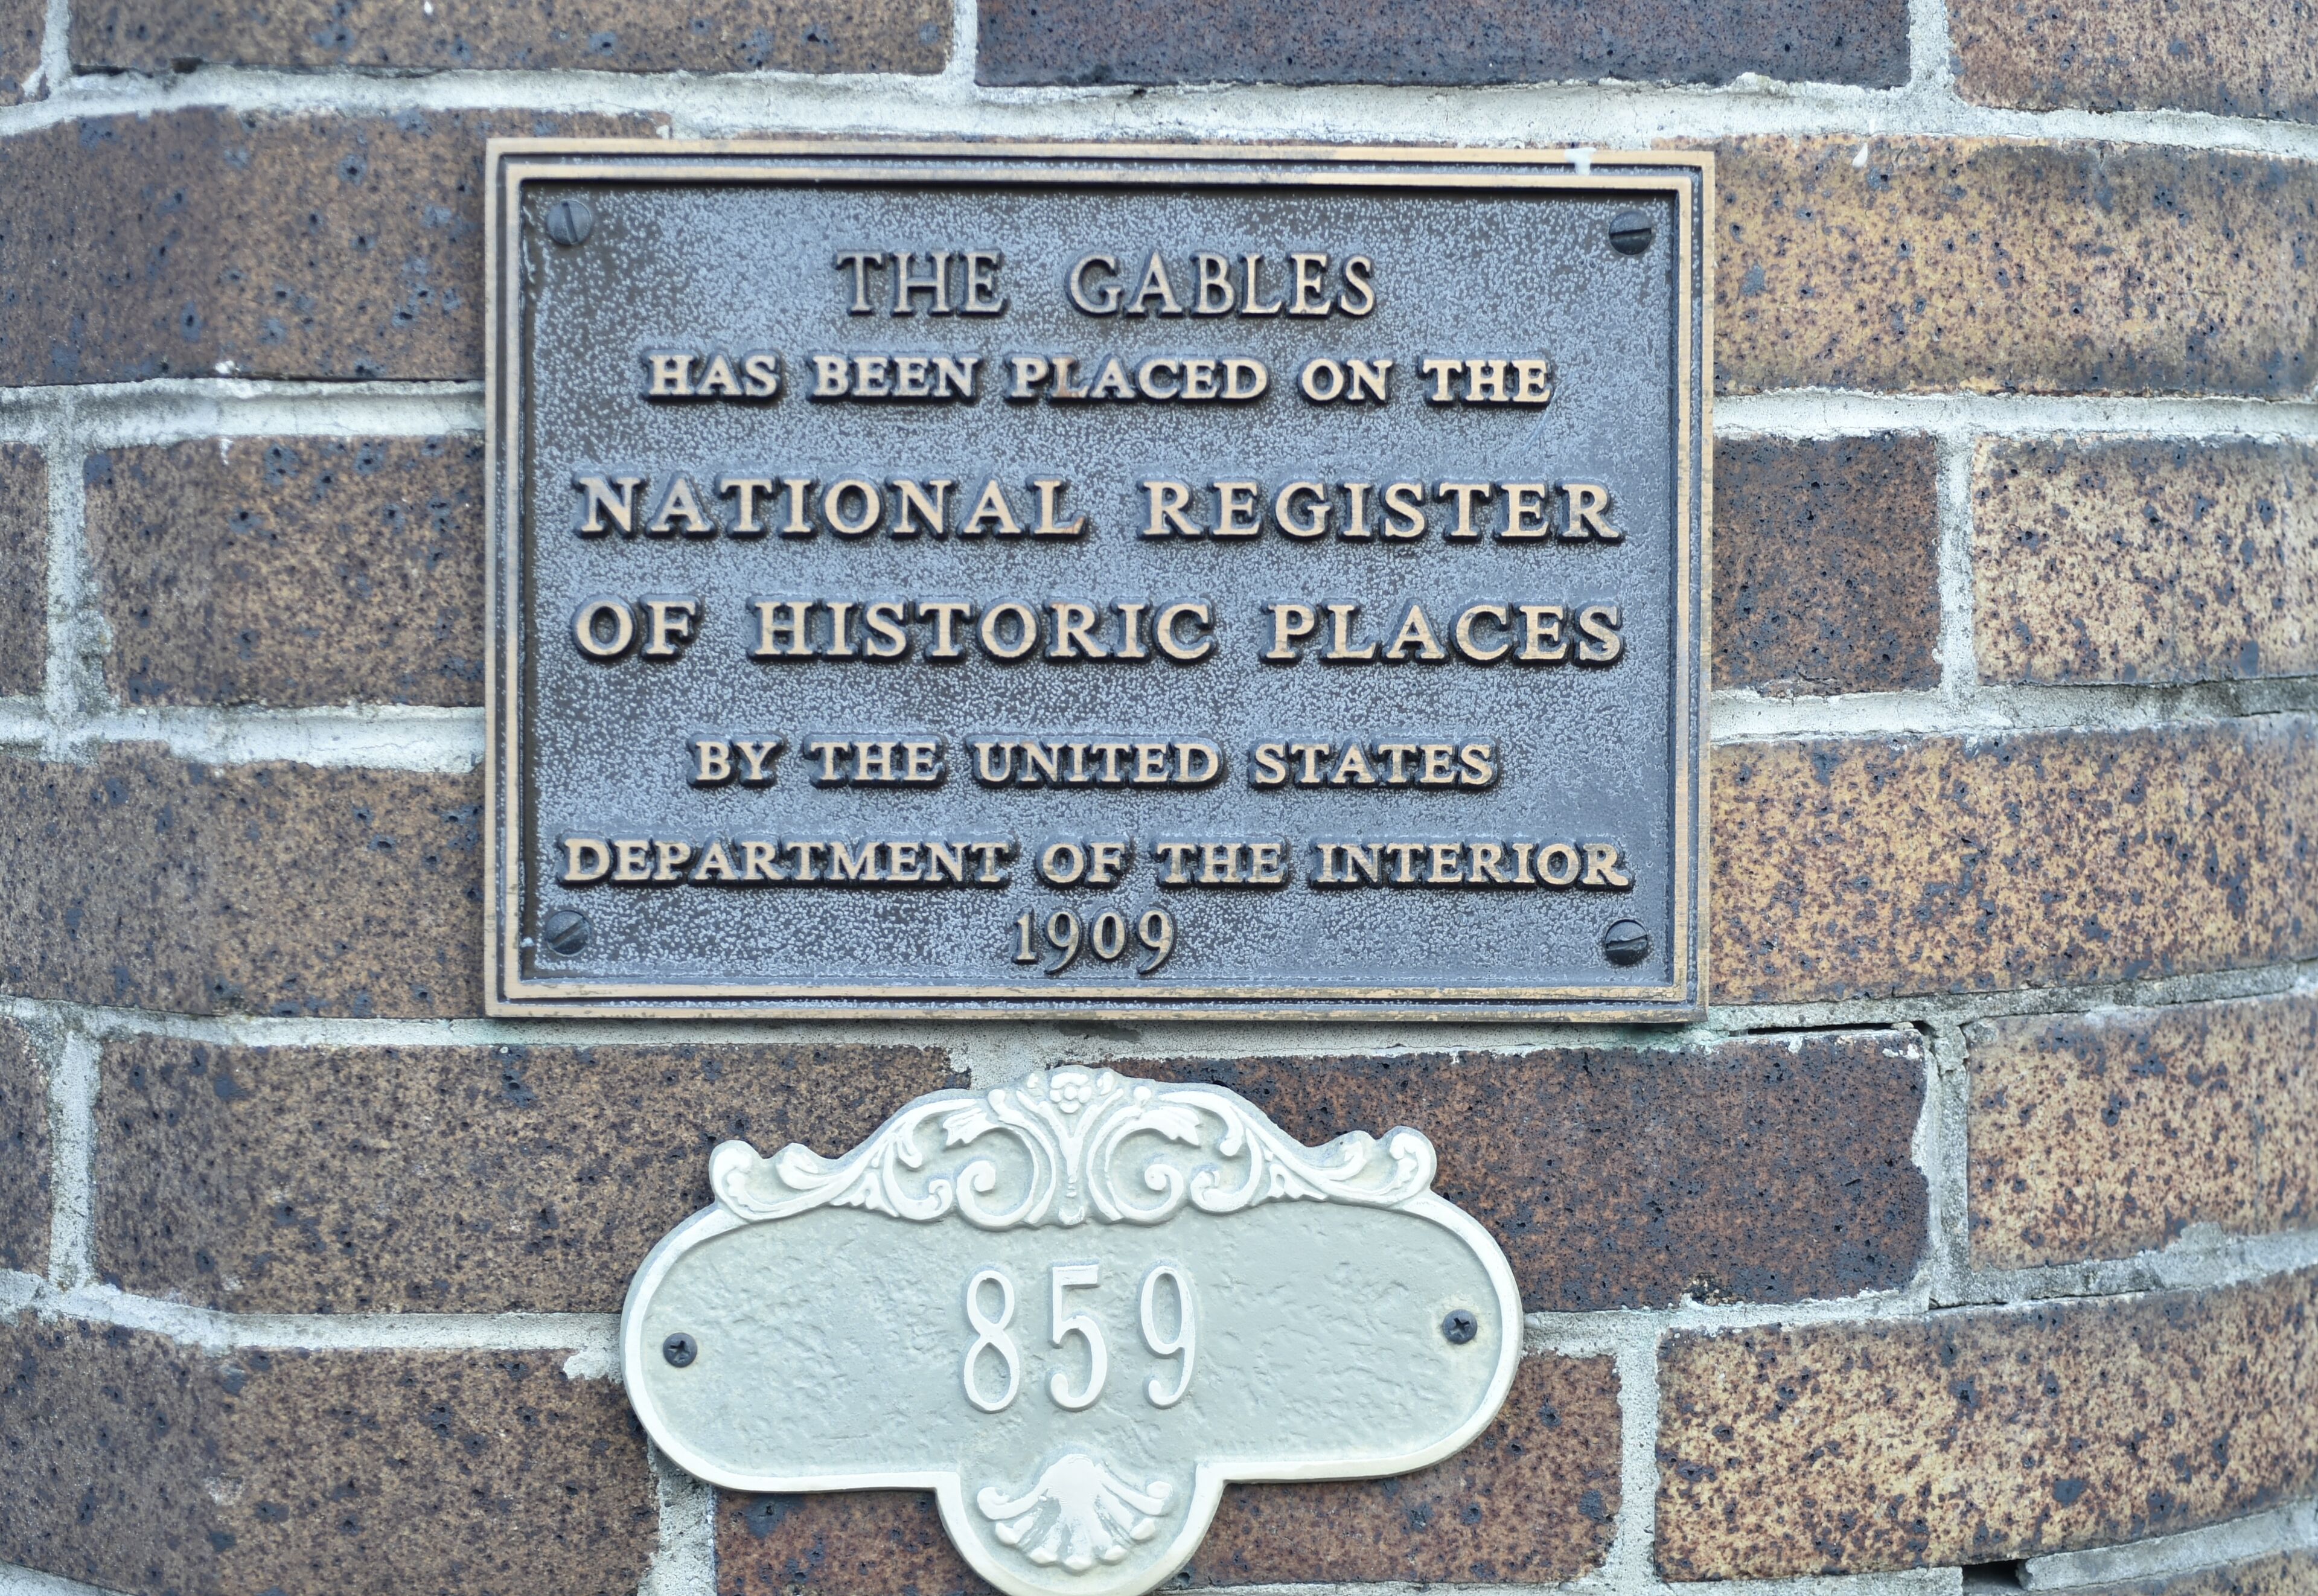 THE GABLES
HAS BEEN PLACED ON THE
NATIONAL REGISTER
OF HISTORIC PLACES
BY THE UNITED STATES
DEPARTMENT OF THE INTERIOR
1909
859